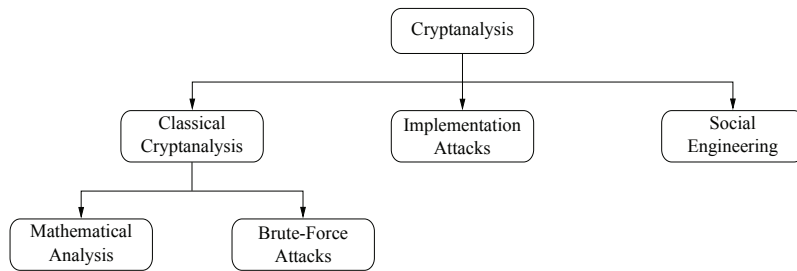 Cryptanalysis
Classical
Cryptanalysis
Implementation
Attacks
Social
Engineering
Mathematical
Analysis
Brute-Force
Attacks